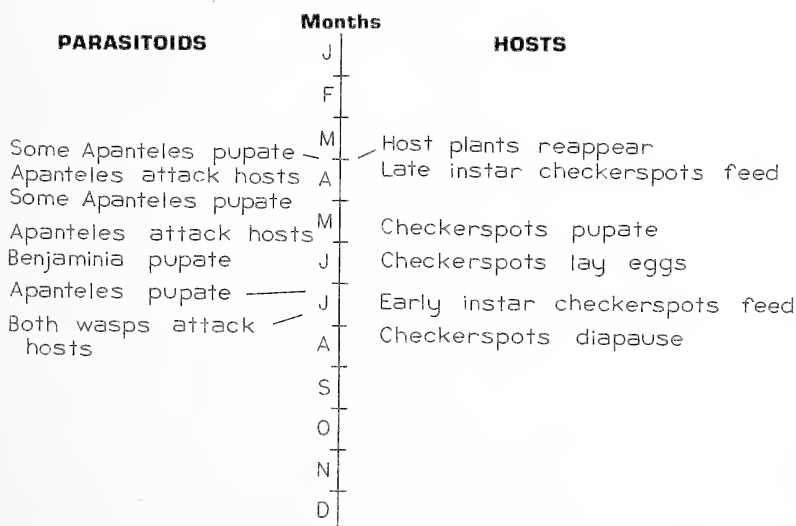 Months
PARASITOIDS
HOSTS
J
F
M
A
M
J
J
A
S
O
N
D
Some Apanteles pupate
Apanteles attack hosts
Some Apanteles pupate
Apanteles attack hosts
Benjaminia pupate
Apanteles pupate
Both wasps attack
hosts
Host plants reappear
Late instar checkerspots feed
Checkerspots pupate
Checkerspots lay eggs
Early instar checkerspots feed
Checkerspots diapause